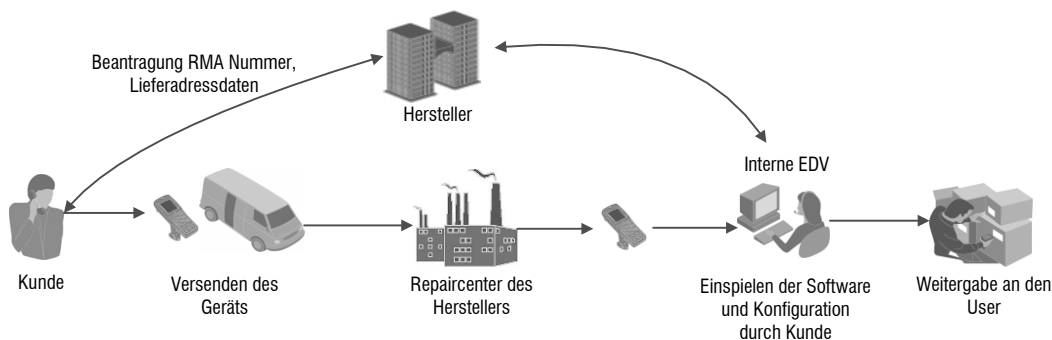 Beantragung RMA Nummer,
Lieferadressdaten
Hersteller
Interne EDV
Kunde
Versenden des
Geräts
Repaircenter des
Herstellers
Einspielen der Software
und Konfiguration
durch Kunde
Weitergabe an den
User